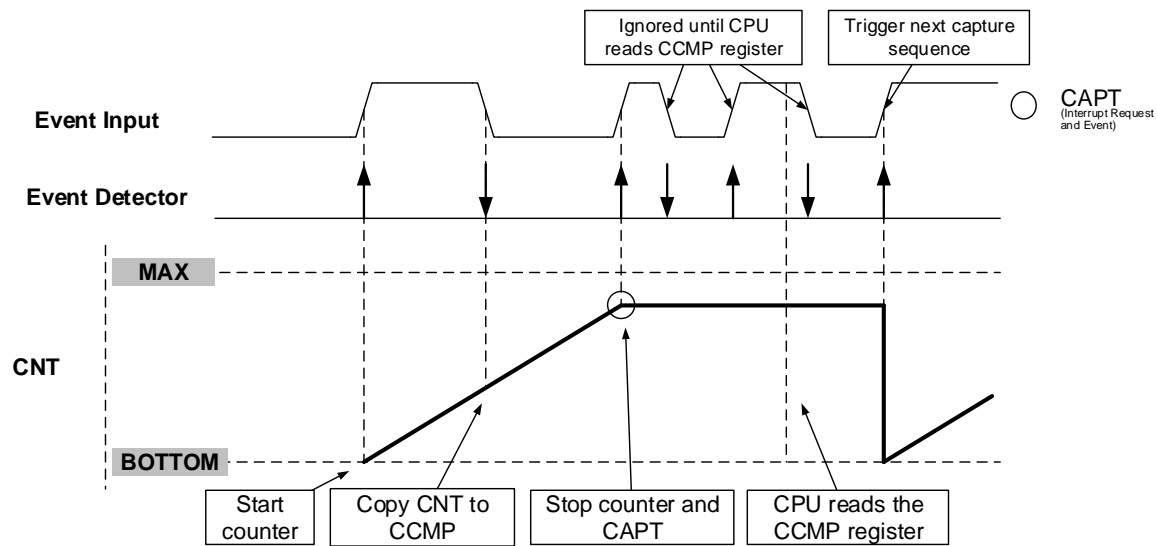 Ignored until CPU
reads CCMP register
Trigger next capture
sequence
Event Input
CAPT
(Interrupt Request
and Event)
Event Detector
MAX
CNT
BOTTOM
Start
counter
Copy CNT to
CCMP
Stop counter and
CAPT
CPU reads the
CCMP register